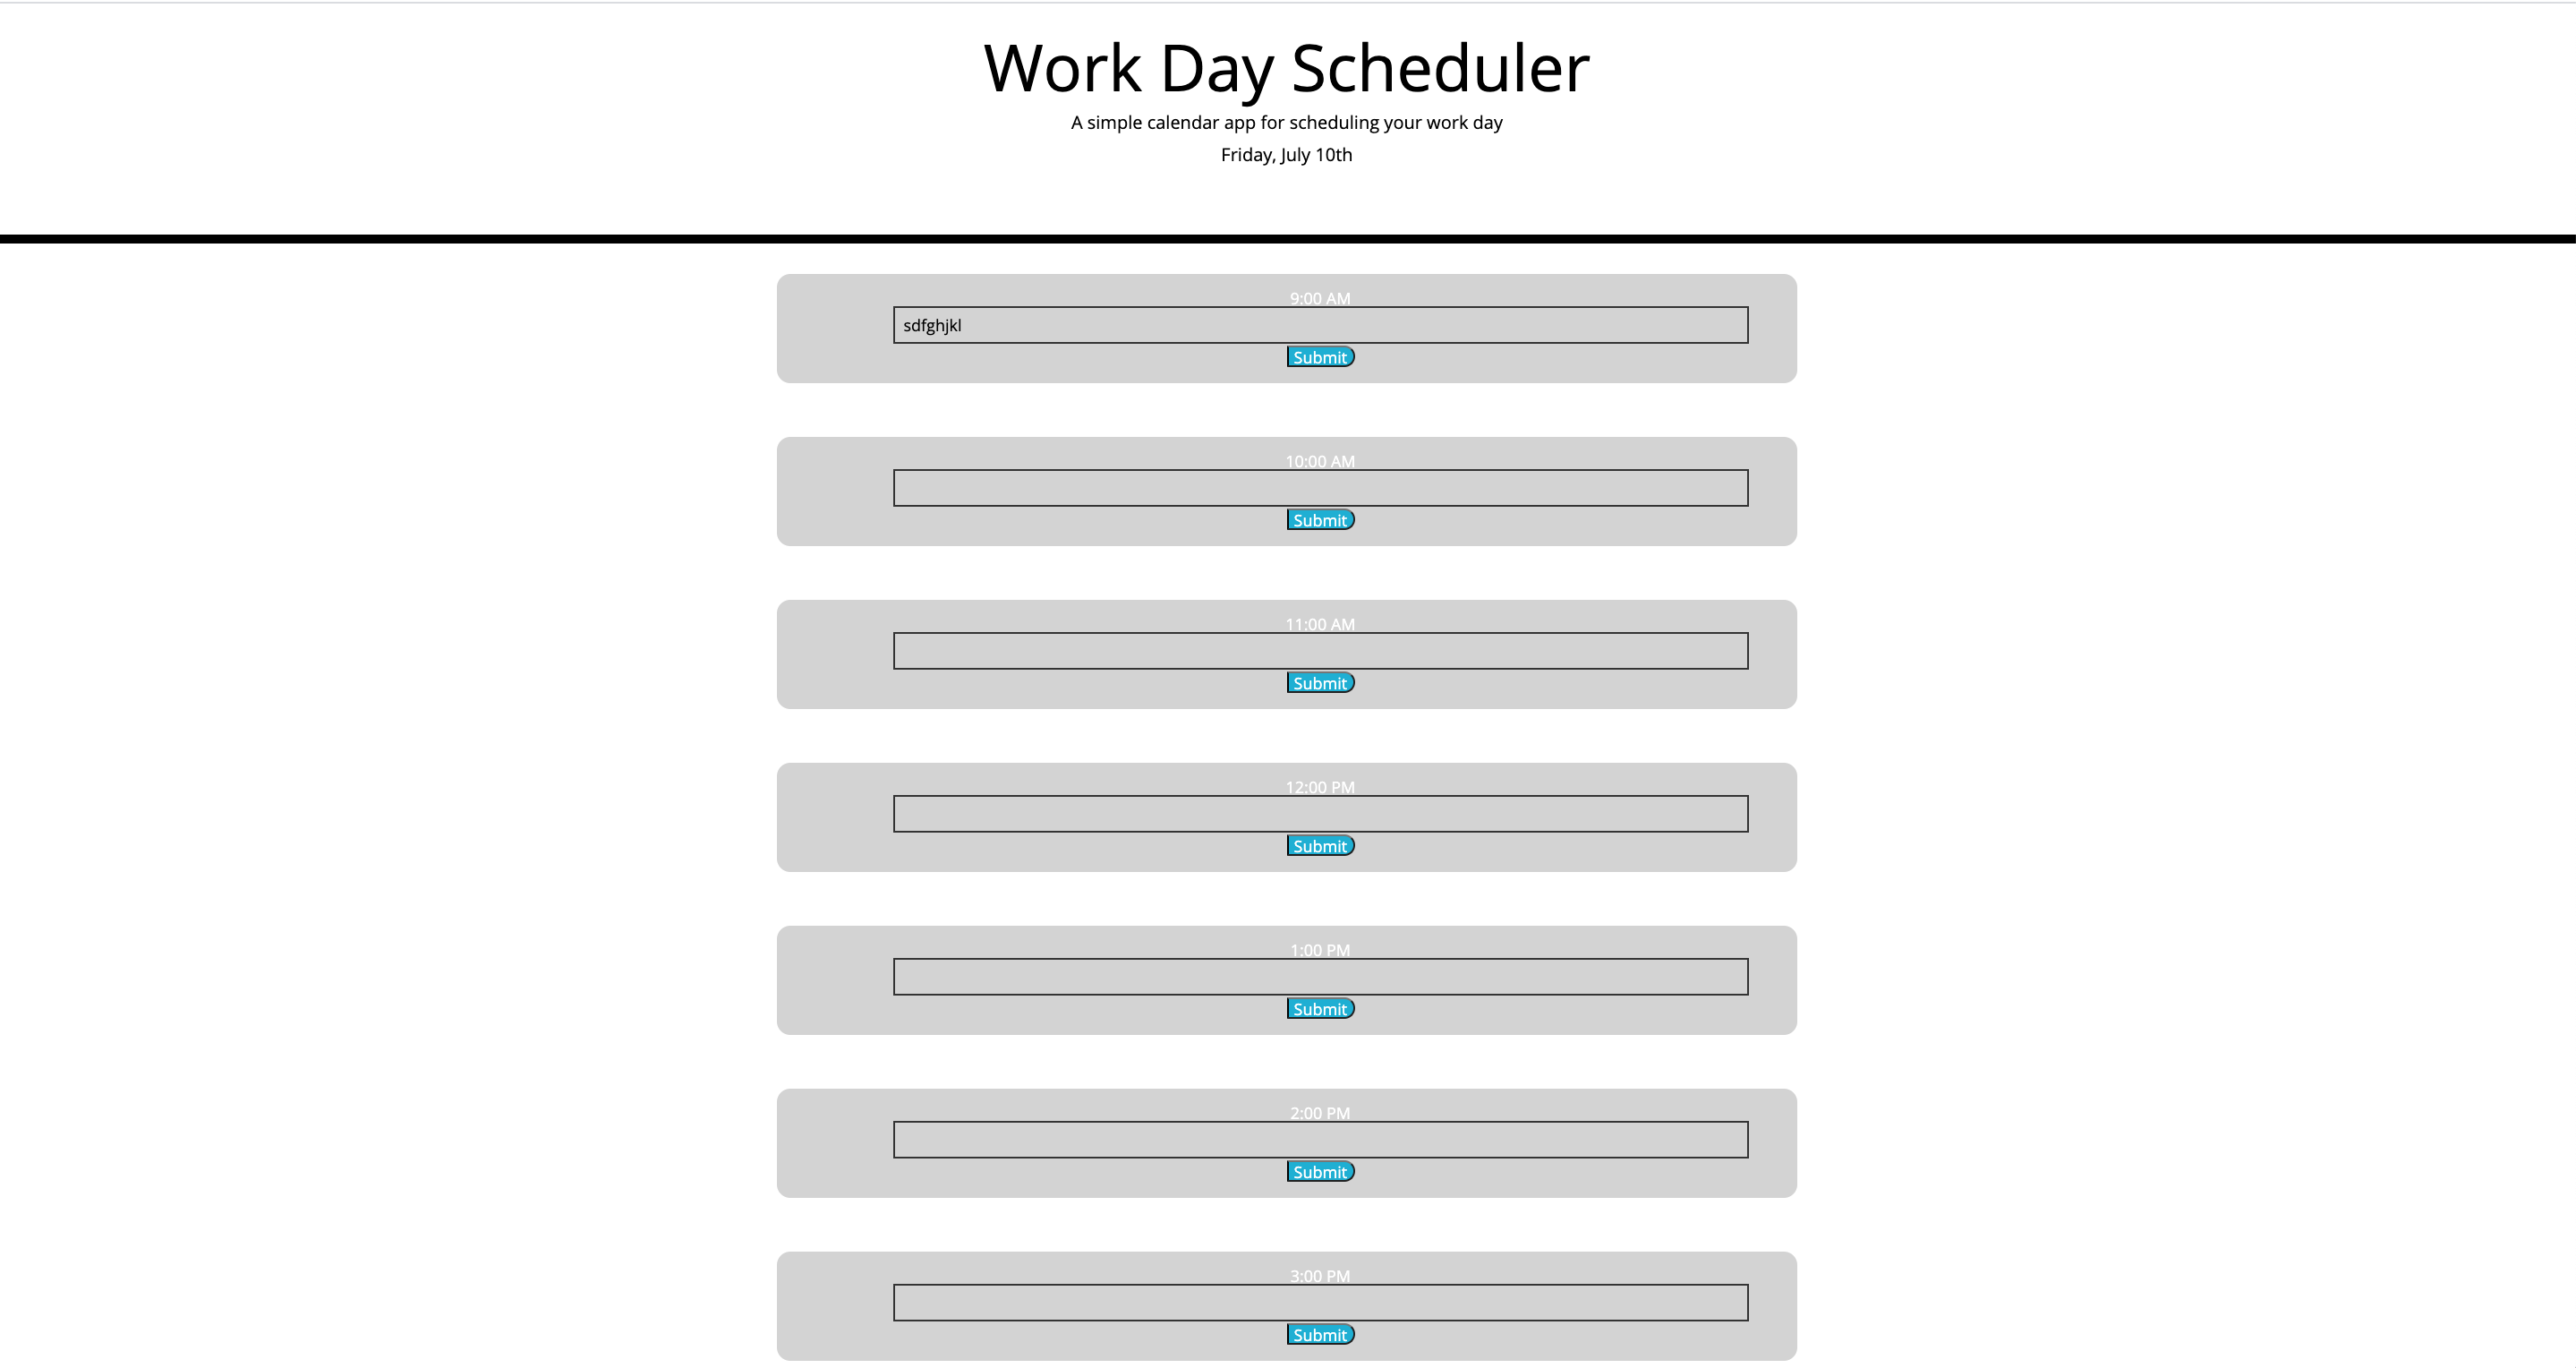 Work Day Scheduler
A simple calendar app for scheduling your work day
Friday, July 10th
9:00 AM
sdfghjkl
Submit
10:00 AM
Submit
11:00 AM
Submit
12:00 PM
Submit
1:00 PM
Submit
2:00 PM
Submit
3:00 PM
Submit